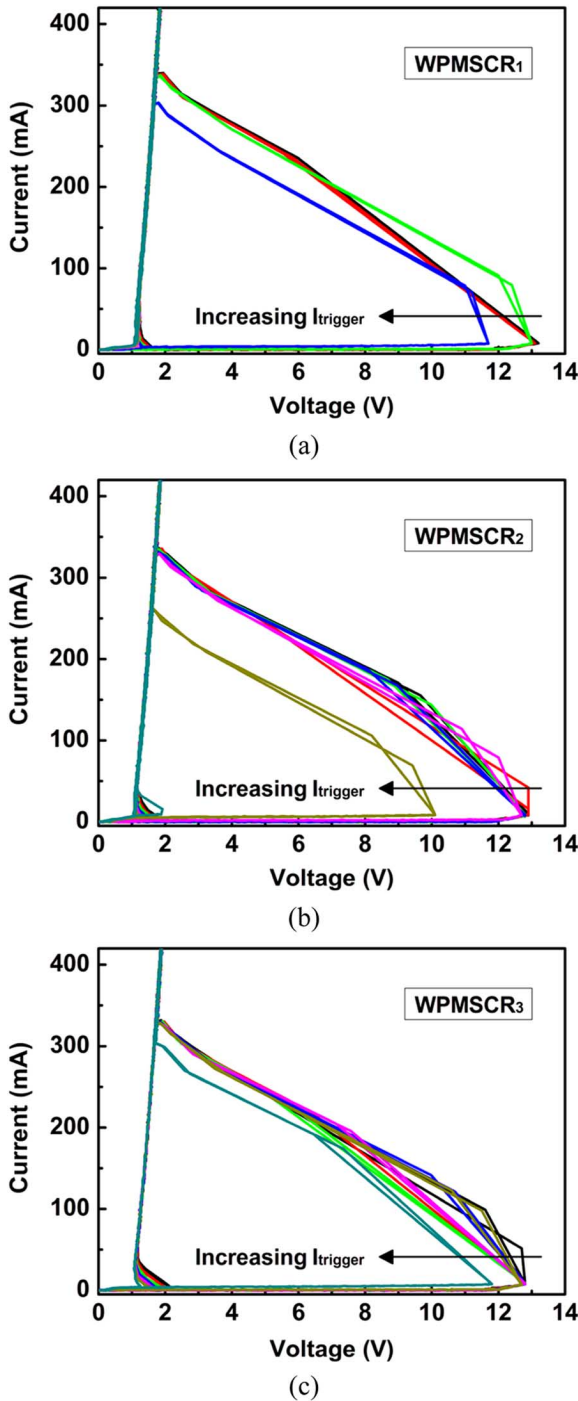 400
WPMSCR1
300
Current (mA)
200
100
Increasing Itrigger
0
0 2 4 6 8 10 12 14
Voltage (V)
(a)
400
WPMSCR2
300
Current (mA)
200
100
Increasing Itrigger
0
0 2 4 6 8 10 12 14
Voltage (V)
(b)
400
WPMSCR3
300
Current (mA)
200
100
Increasing Itrigger
0
0 2 4 6 8 10 12 14
Voltage (V)
(c)